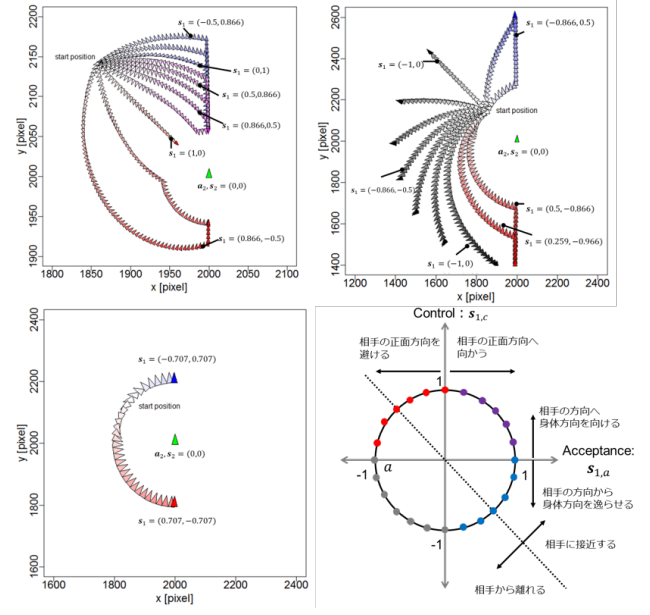 2200
2150
2100
2050
2000
1950
1900
y [pixel]
1800
1850
1900
1950
2000
2050
2100
x [pixel]
start position
s₁ = (−0.5, 0.866)
s₁ = (0,1)
s₁ = (0.5,0.866)
s₁ = (0.866,0.5)
s₁ = (1,0)
a₂, s₂ = (0,0)
s₁ = (0.866, −0.5)
2600
2400
2200
2000
1800
1600
1400
y [pixel]
1200
1400
1600
1800
2000
2200
2400
x [pixel]
s₁ = (−0.866, 0.5)
s₁ = (−1,0)
start position
a₂, s₂ = (0,0)
s₁ = (−0.866, −0.5)
s₁ = (0.5, −0.866)
s₁ = (0.259, −0.966)
s₁ = (−1,0)
2400
2200
2000
1800
1600
y [pixel]
1600
1800
2000
2200
2400
x [pixel]
s₁ = (−0.707, 0.707)
start position
a₂, s₂ = (0,0)
s₁ = (0.707, −0.707)
Control : s₁,c
相手の正面方向を
避ける
相手の正面方向へ
向かう
1
相手の方向へ
身体方向を向ける
Acceptance:
s₁,a
-1
a
1
相手の方向から
身体方向を逸らせる
-1
相手に接近する
相手から離れる